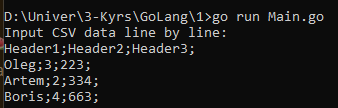 D:\Univer\3-Kyrs\GoLang\1>go run Main.go
Input CSV data line by line:
Header1;Header2;Header3;
Oleg;3;223;
Artem;2;334;
Boris;4;663;